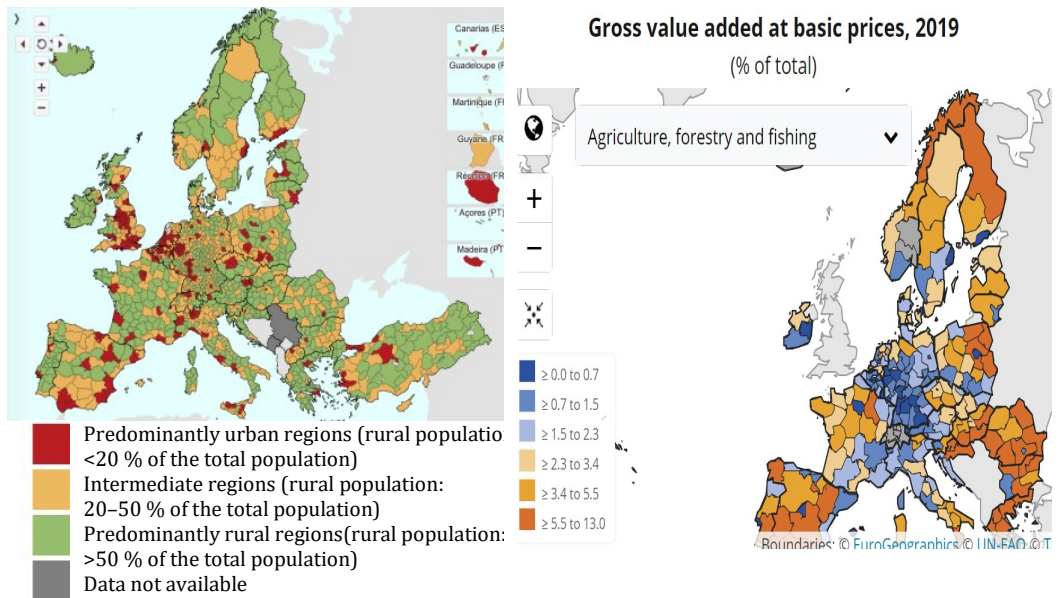 Canarias (ES
Guadeloupe (F
Martinique (FR
Guyane (FR
Réunion (FR
Açores (PT)
Madeira (PT
Predominantly urban regions (rural populatio
<20 % of the total population)
Intermediate regions (rural population:
20–50 % of the total population)
Predominantly rural regions(rural population:
>50 % of the total population)
Data not available
Gross value added at basic prices, 2019
(% of total)
Agriculture, forestry and fishing
≥ 0.0 to 0.7
≥ 0.7 to 1.5
≥ 1.5 to 2.3
≥ 2.3 to 3.4
≥ 3.4 to 5.5
≥ 5.5 to 13.0
Boundaries: © EuroGeographics © UN-FAO © T